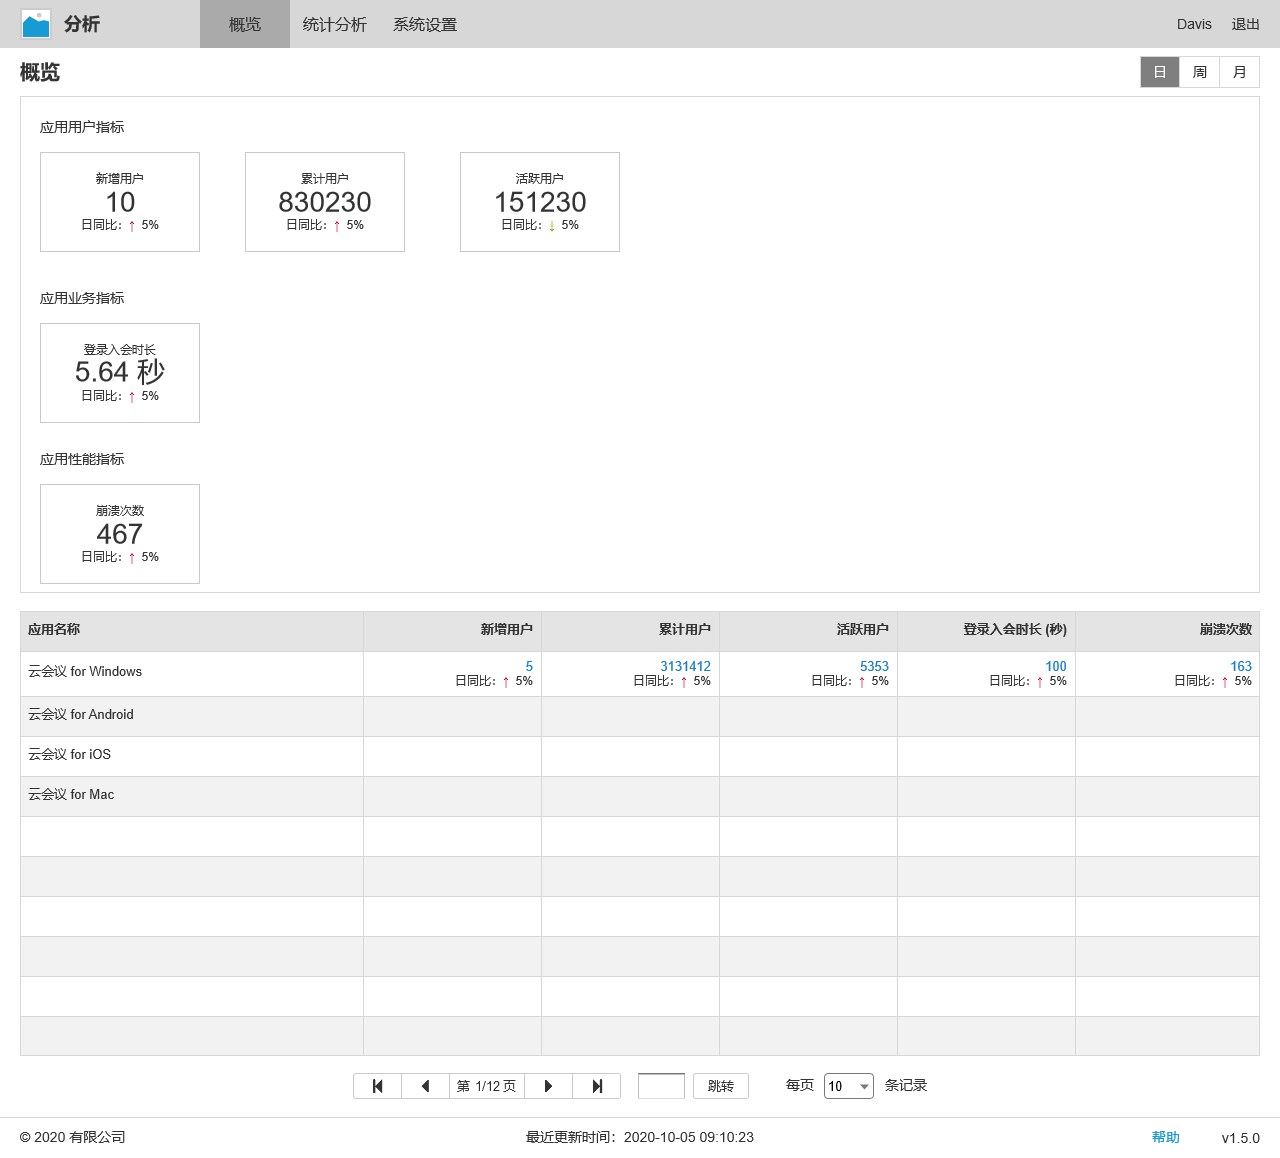 分析 概览 统计分析 系统设置 Davis 退出
概览 日 周 月
应用用户指标
新增用户 累计用户 活跃用户
10 830230 151230
日同比：↑ 5% 日同比：↑ 5% 日同比：↓ 5%
应用业务指标
登录入会时长
5.64 秒
日同比：↑ 5%
应用性能指标
崩溃次数
467
日同比：↑ 5%
应用名称 新增用户 累计用户 活跃用户 登录入会时长 (秒) 崩溃次数
云会议 for Windows 5 3131412 5353 100 163
日同比：↑ 5% 日同比：↑ 5% 日同比：↑ 5% 日同比：↑ 5% 日同比：↑ 5%
云会议 for Android
云会议 for iOS
云会议 for Mac
第 1/12 页 跳转 每页 10 条记录
© 2020 有限公司 最近更新时间：2020-10-05 09:10:23 帮助 v1.5.0